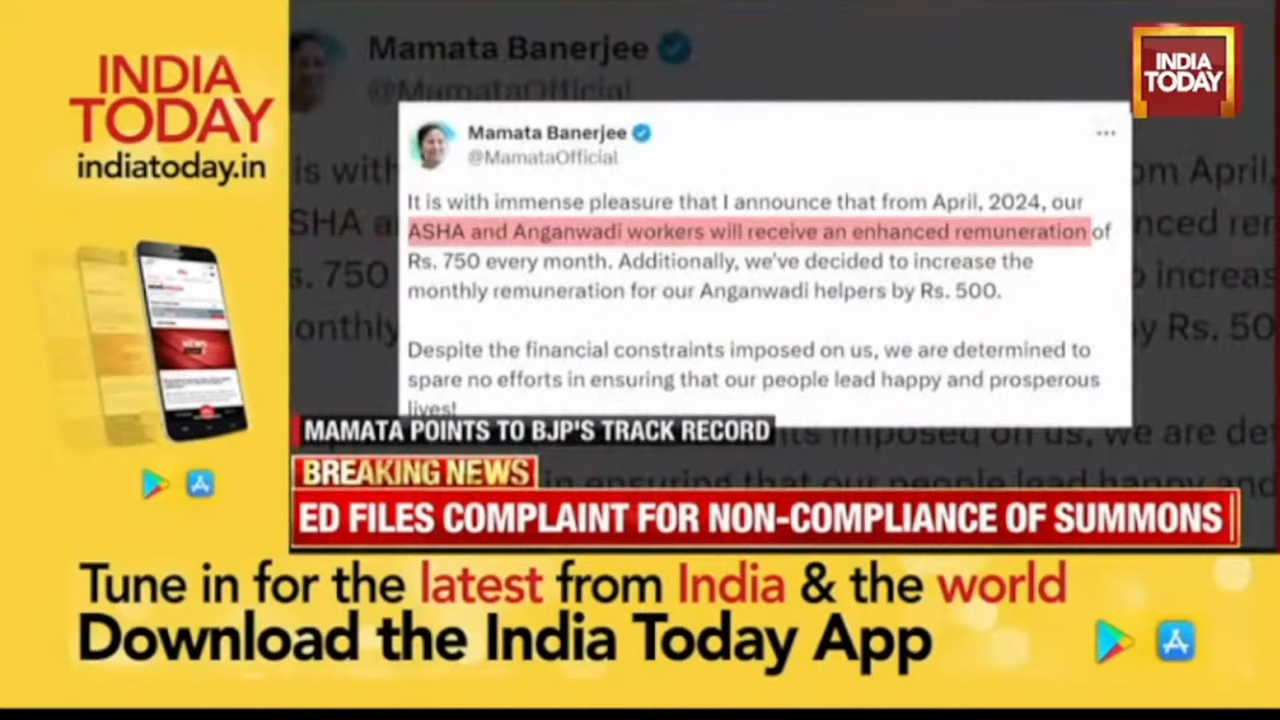 INDIA
TODAY
indiatoday.in
Mamata Banerjee
@MamataOfficial
INDIA
TODAY
Mamata Banerjee
@MamataOfficial
It is with immense pleasure that I announce that from April, 2024, our
ASHA and Anganwadi workers will receive an enhanced remuneration of
Rs. 750 every month. Additionally, we've decided to increase the
monthly remuneration for our Anganwadi helpers by Rs. 500.
Despite the financial constraints imposed on us, we are determined to
spare no efforts in ensuring that our people lead happy and prosperous
lives!
MAMATA POINTS TO BJP'S TRACK RECORD
BREAKING NEWS
ED FILES COMPLAINT FOR NON-COMPLIANCE OF SUMMONS
Tune in for the latest from India & the world
Download the India Today App